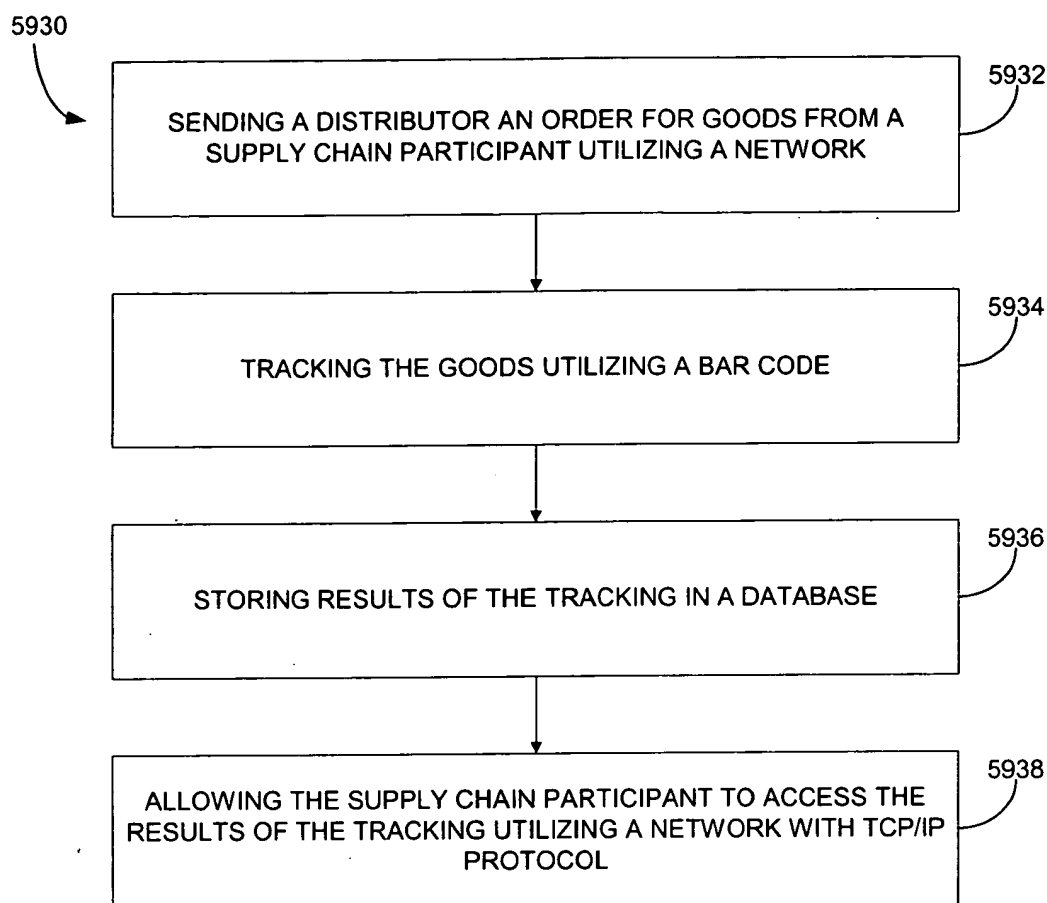 5930
5932
SENDING A DISTRIBUTOR AN ORDER FOR GOODS FROM A
SUPPLY CHAIN PARTICIPANT UTILIZING A NETWORK
5934
TRACKING THE GOODS UTILIZING A BAR CODE
5936
STORING RESULTS OF THE TRACKING IN A DATABASE
5938
ALLOWING THE SUPPLY CHAIN PARTICIPANT TO ACCESS THE
RESULTS OF THE TRACKING UTILIZING A NETWORK WITH TCP/IP
PROTOCOL